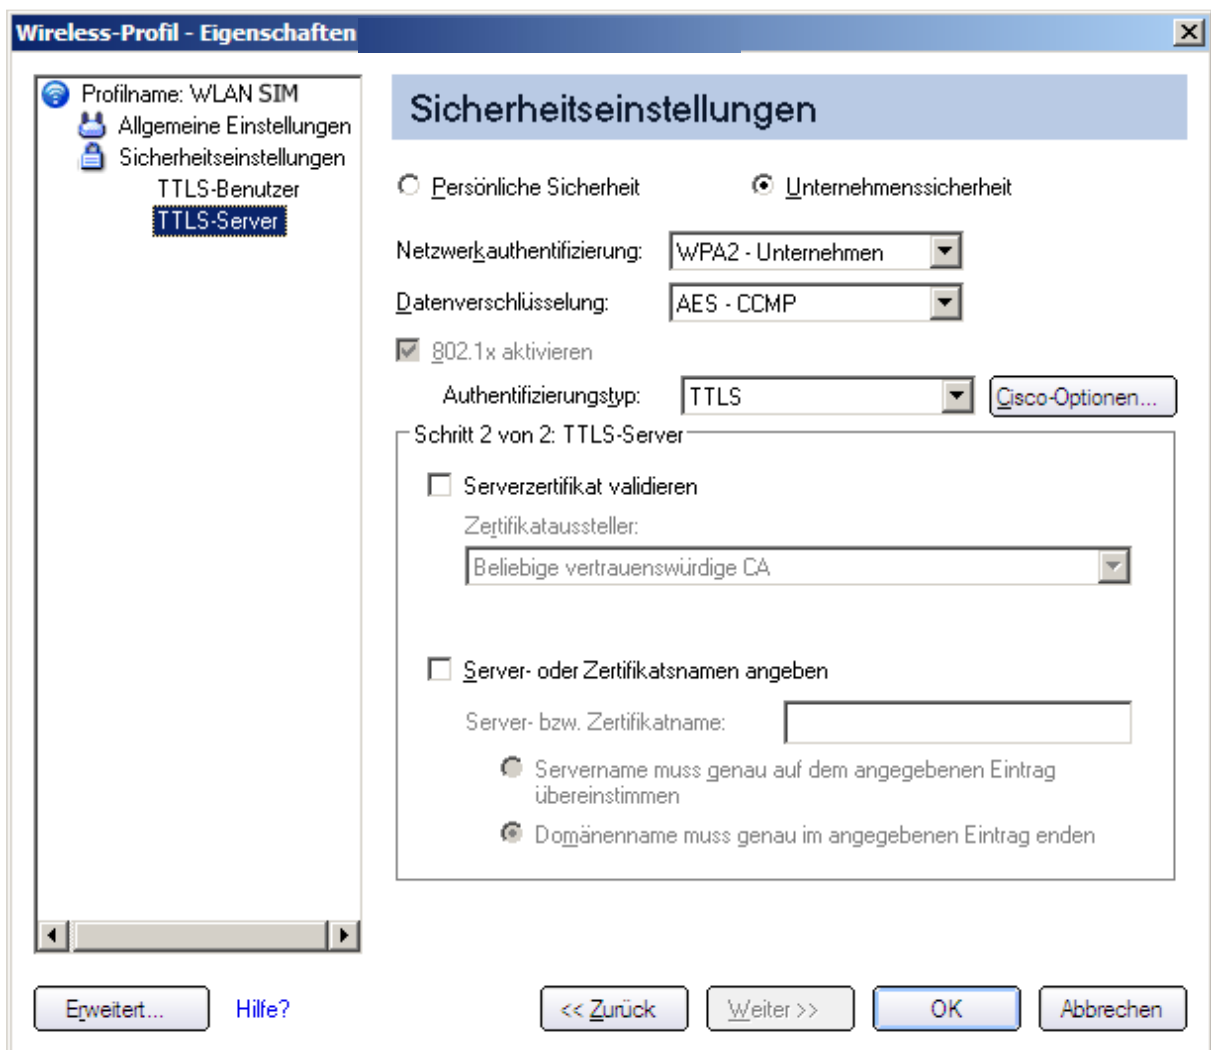 Wireless-Profil - Eigenschaften
Profilname: WLAN SIM
Allgemeine Einstellungen
Sicherheitseinstellungen
TTLS-Benutzer
TTLS-Server
Sicherheitseinstellungen
Persönliche Sicherheit
Unternehmenssicherheit
Netzwerkauthentifizierung:
WPA2 - Unternehmen
Datenverschlüsselung:
AES - CCMP
802.1x aktivieren
Authentifizierungstyp:
TTLS
Cisco-Optionen...
Schritt 2 von 2: TTLS-Server
Serverzertifikat validieren
Zertifikataussteller:
Beliebige vertrauenswürdige CA
Server- oder Zertifikatsnamen angeben
Server- bzw. Zertifikatname:
Servername muss genau auf dem angegebenen Eintrag
übereinstimmen
Domänenname muss genau im angegebenen Eintrag enden
Erweitert...
Hilfe?
<< Zurück
Weiter >>
OK
Abbrechen